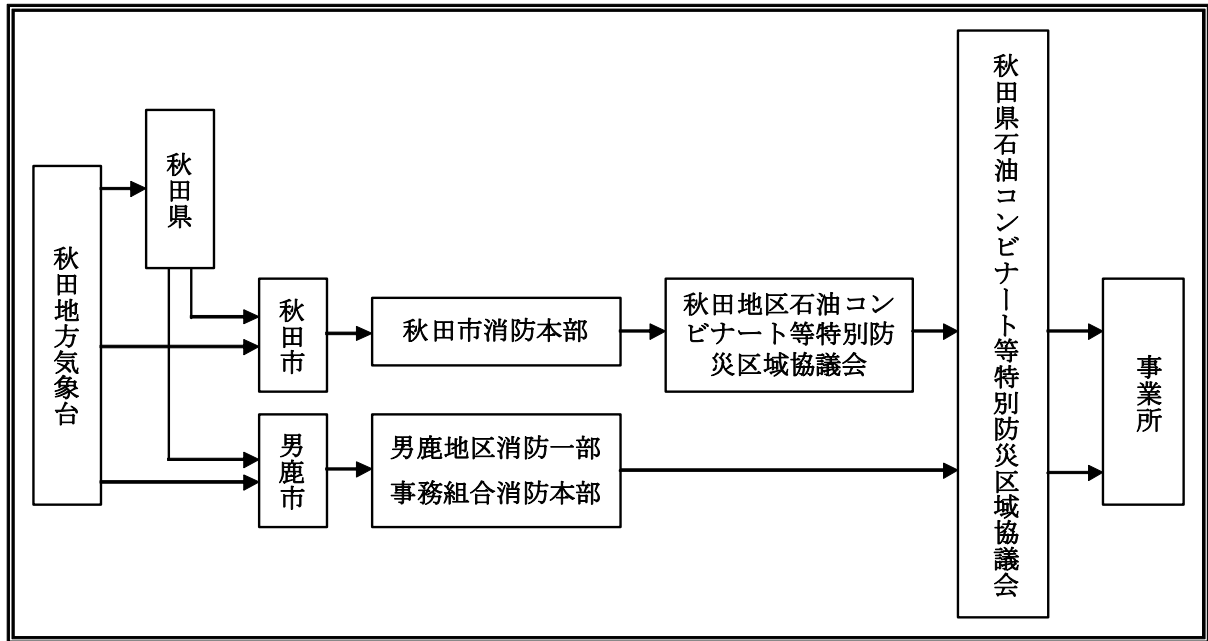 秋田地方気象台
秋田県
秋田市
秋田市消防本部
秋田地区石油コン
ビナート等特別防
災区域協議会
男鹿市
男鹿地区消防一部
事務組合消防本部
秋田県石油コンビナート等特別防災区域協議会
事業所